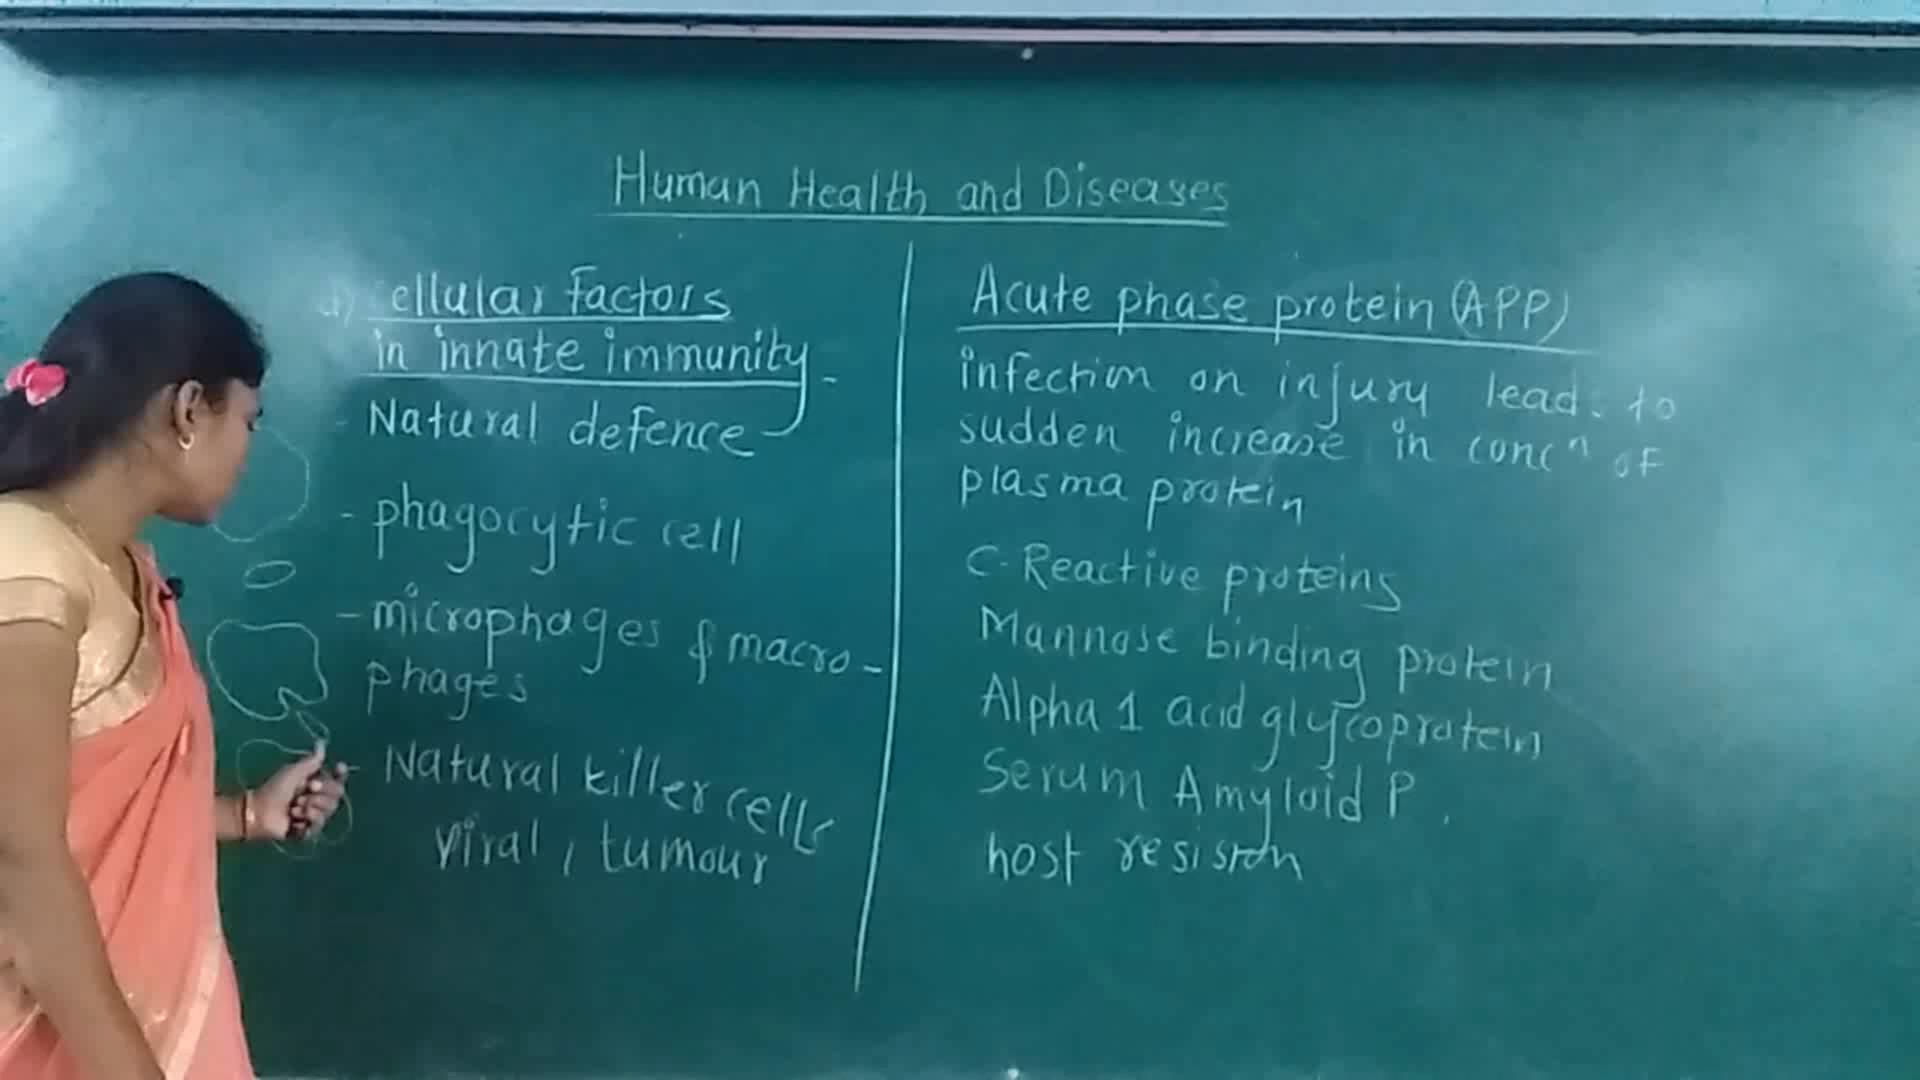 Human Health and Diseases
d) Cellular factors
in innate immunity
- Natural defence
- phagocytic cell
- microphages & macro-
phages
- Natural killer cells
viral, tumour
Acute phase protein (APP)
infection on injury leads to
sudden increase in concⁿ of
plasma protein
C-Reactive proteins
Mannose binding protein
Alpha 1 acid glycoprotein
Serum Amyloid P.
host resiston